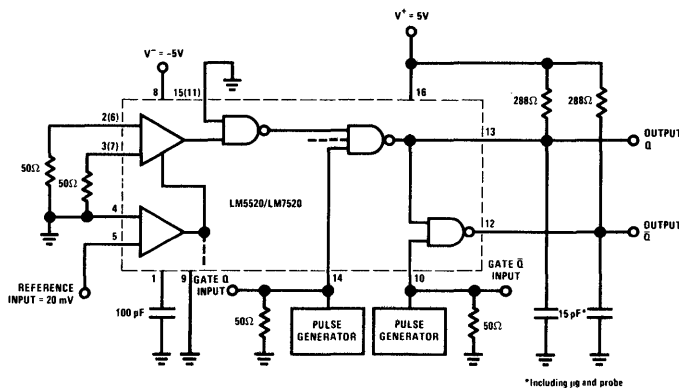 V+ = 5V
V− = −5V
8
15(11)
16
288Ω
288Ω
2(6)
13
OUTPUT
Q
3(7)
50Ω
50Ω
LM5520/LM7520
4
12
OUTPUT
Q̅
5
REFERENCE
INPUT = 20 mV
1
9
GATE Q
INPUT
14
10
GATE Q̅
INPUT
100 pF
50Ω
PULSE
GENERATOR
PULSE
GENERATOR
50Ω
15 pF*
*Including µg and probe